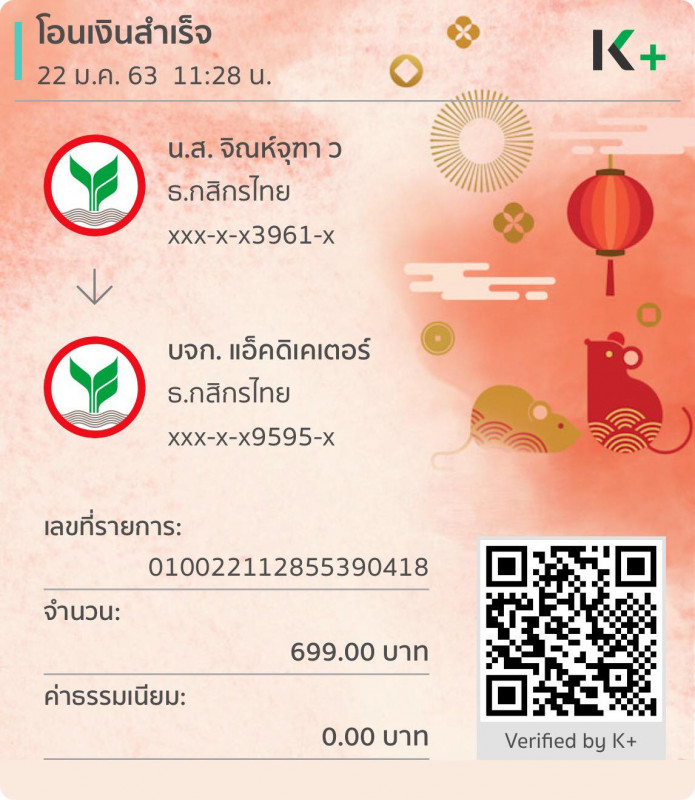 โอนเงินสำเร็จ
22 ม.ค. 63 11:28 น.
K+
น.ส. จิณห์จุฑา ว
ธ.กสิกรไทย
xxx-x-x3961-x
บจก. แอ็คดิเคเตอร์
ธ.กสิกรไทย
xxx-x-x9595-x
เลขที่รายการ:
010022112855390418
จำนวน:
699.00 บาท
ค่าธรรมเนียม:
0.00 บาท
Verified by K+